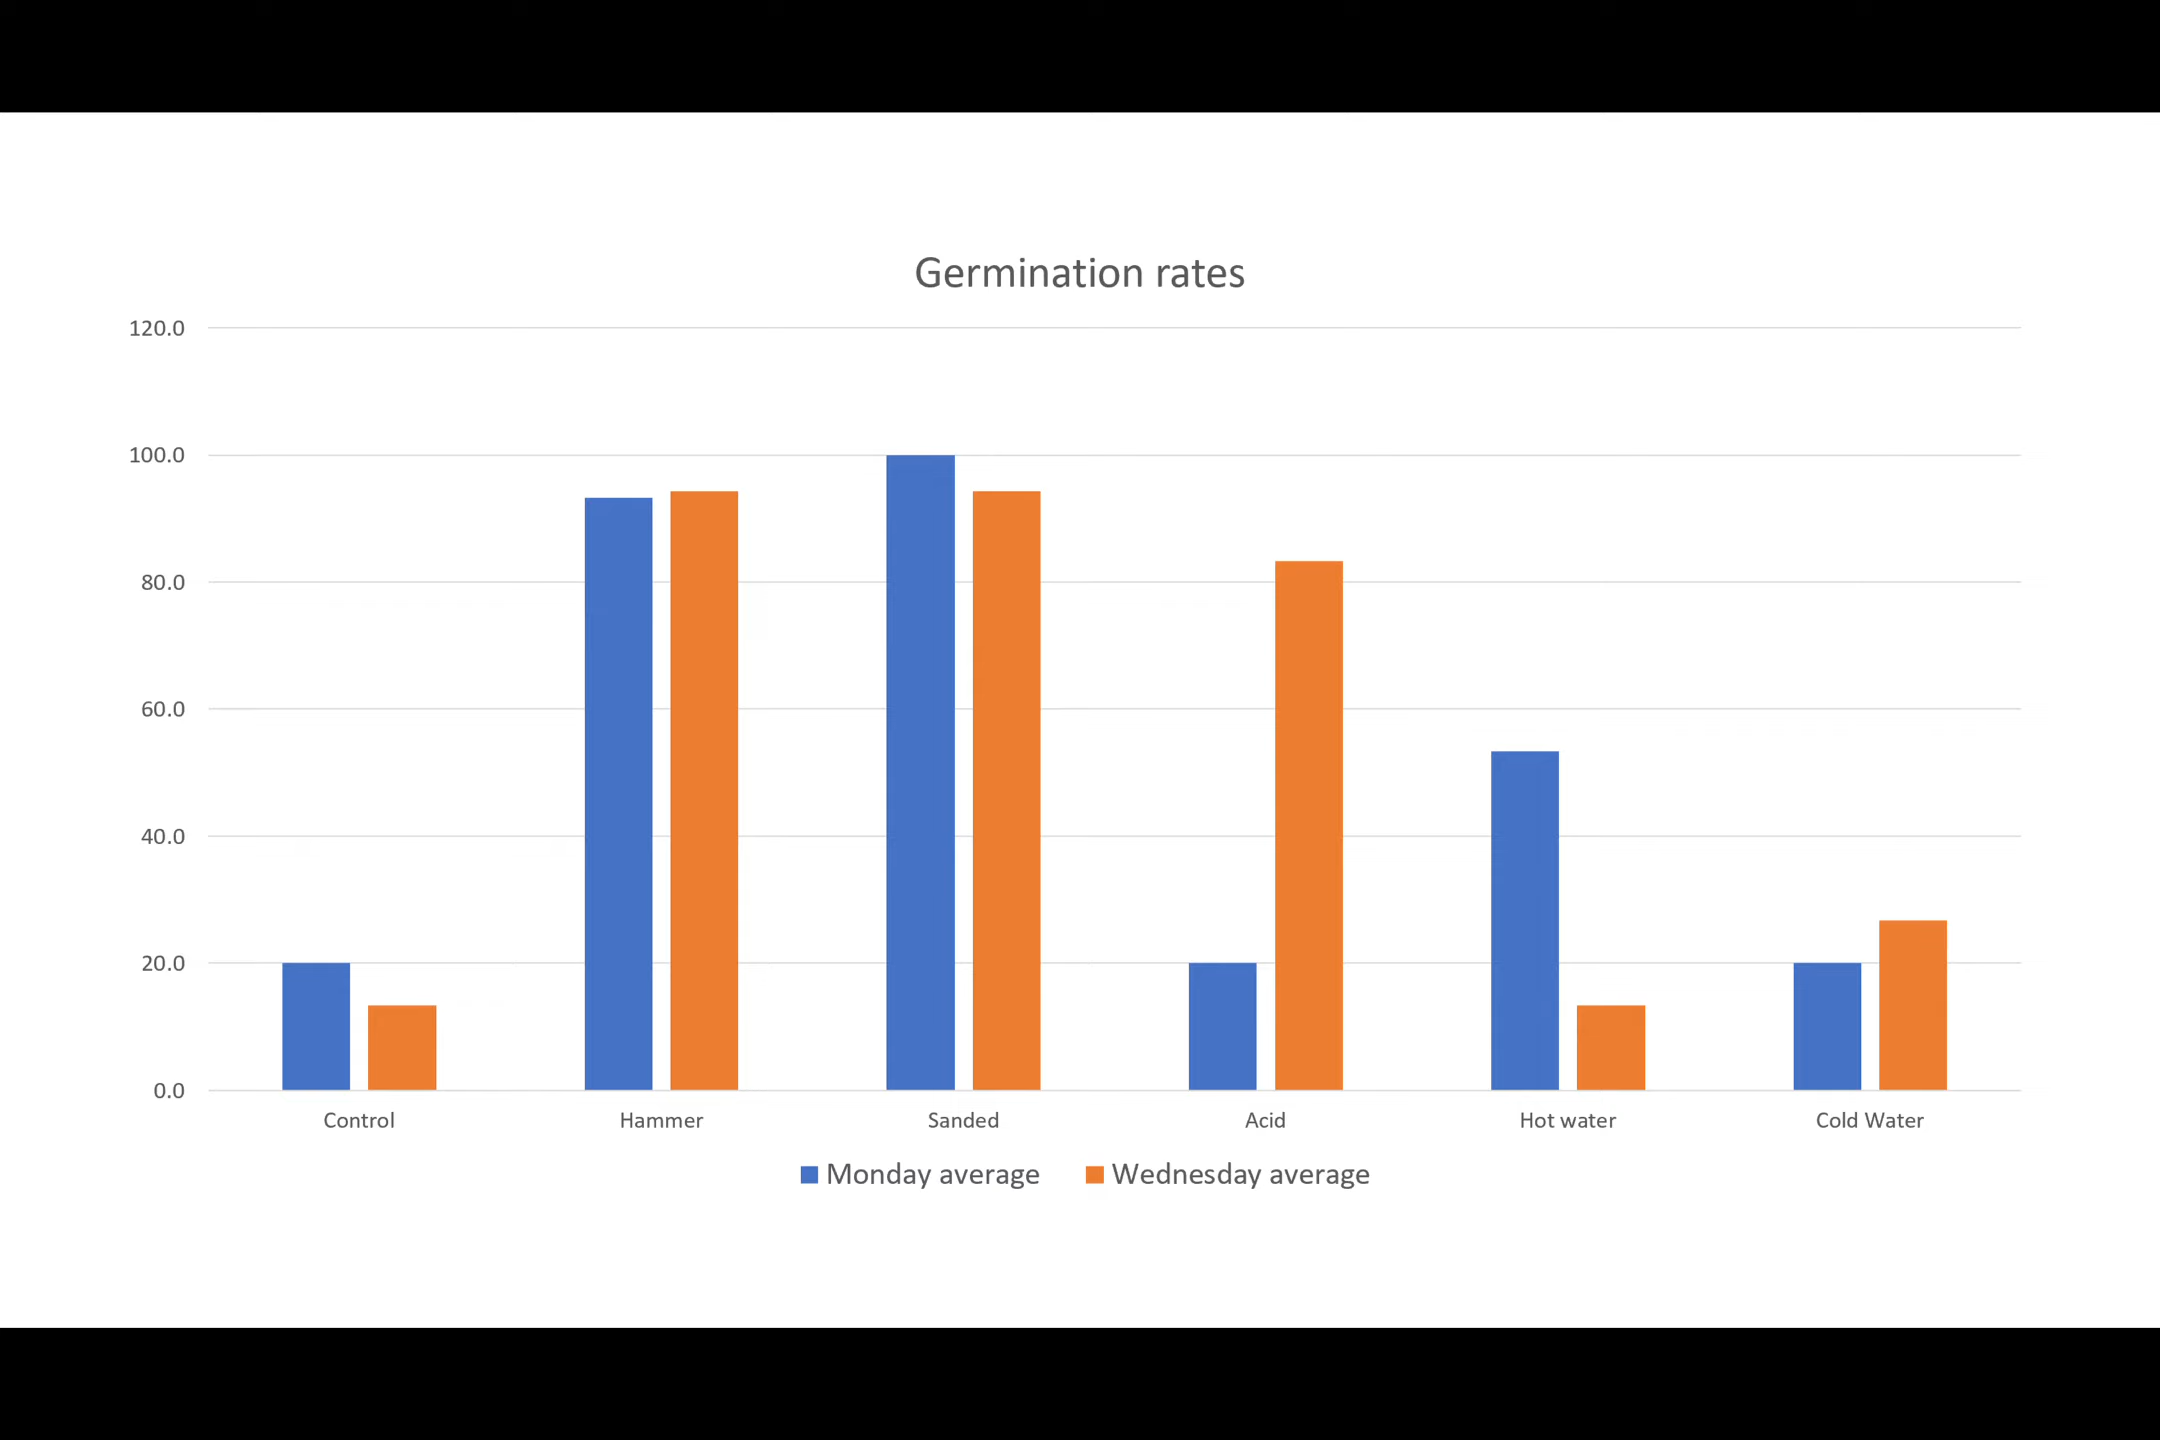 Germination rates
120.0
100.0
80.0
60.0
40.0
20.0
0.0
Control Hammer Sanded Acid Hot water Cold Water
Monday average Wednesday average